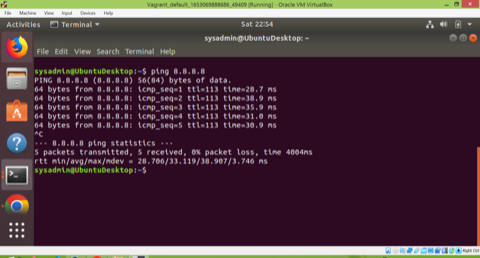 Vagrant_default_1653069888686_49409 [Running] - Oracle VM VirtualBox
File Machine View Input Devices Help
Activities Terminal Sat 22:54
sysadmin@UbuntuDesktop: ~
File Edit View Search Terminal Help
sysadmin@UbuntuDesktop:~$ ping 8.8.8.8
PING 8.8.8.8 (8.8.8.8) 56(84) bytes of data.
64 bytes from 8.8.8.8: icmp_seq=1 ttl=113 time=28.7 ms
64 bytes from 8.8.8.8: icmp_seq=2 ttl=113 time=38.9 ms
64 bytes from 8.8.8.8: icmp_seq=3 ttl=113 time=35.9 ms
64 bytes from 8.8.8.8: icmp_seq=4 ttl=113 time=31.0 ms
64 bytes from 8.8.8.8: icmp_seq=5 ttl=113 time=30.9 ms
^C
--- 8.8.8.8 ping statistics ---
5 packets transmitted, 5 received, 0% packet loss, time 4004ms
rtt min/avg/max/mdev = 28.706/33.119/38.907/3.746 ms
sysadmin@UbuntuDesktop:~$
Right Ctrl